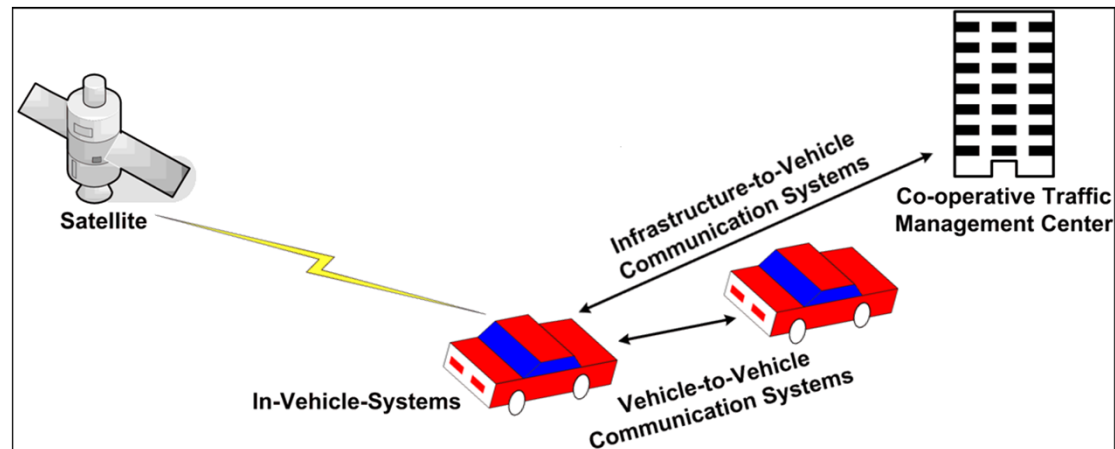 Satellite
Infrastructure-to-Vehicle
Communication Systems
Co-operative Traffic
Management Center
In-Vehicle-Systems
Vehicle-to-Vehicle
Communication Systems